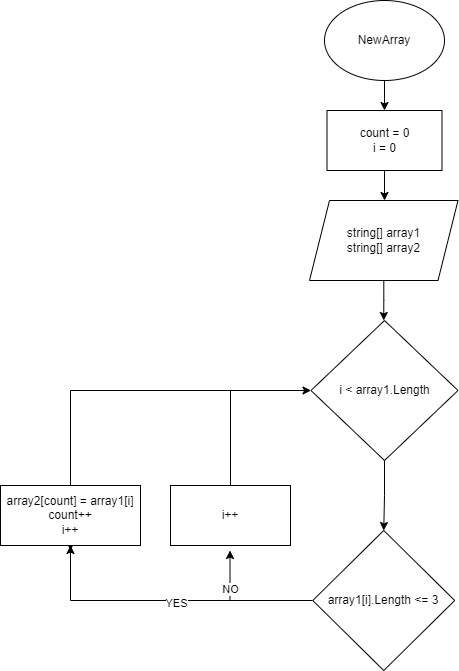 NewArray
count = 0
i = 0
string[] array1
string[] array2
i < array1.Length
array2[count] = array1[i]
count++
i++
i++
NO
YES
array1[i].Length <= 3